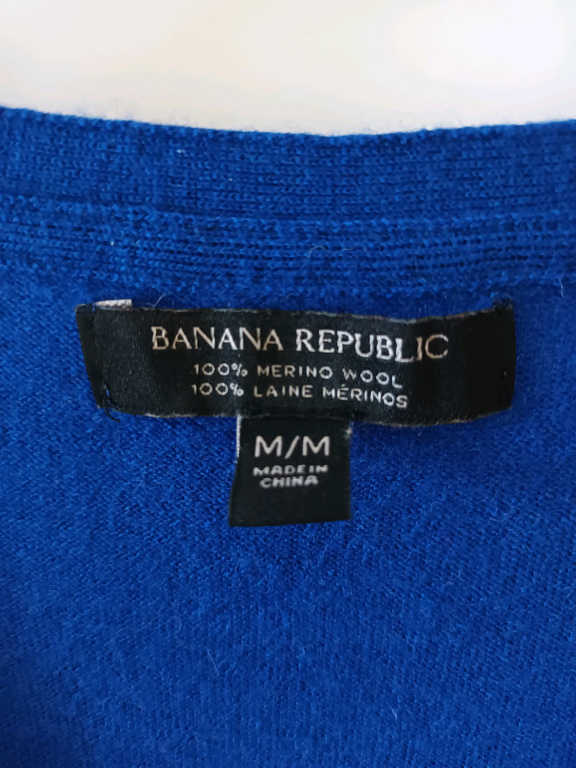 BANANA REPUBLIC
100% MERINO WOOL
100% LAINE MÉRINOS
M/M
MADE IN
CHINA